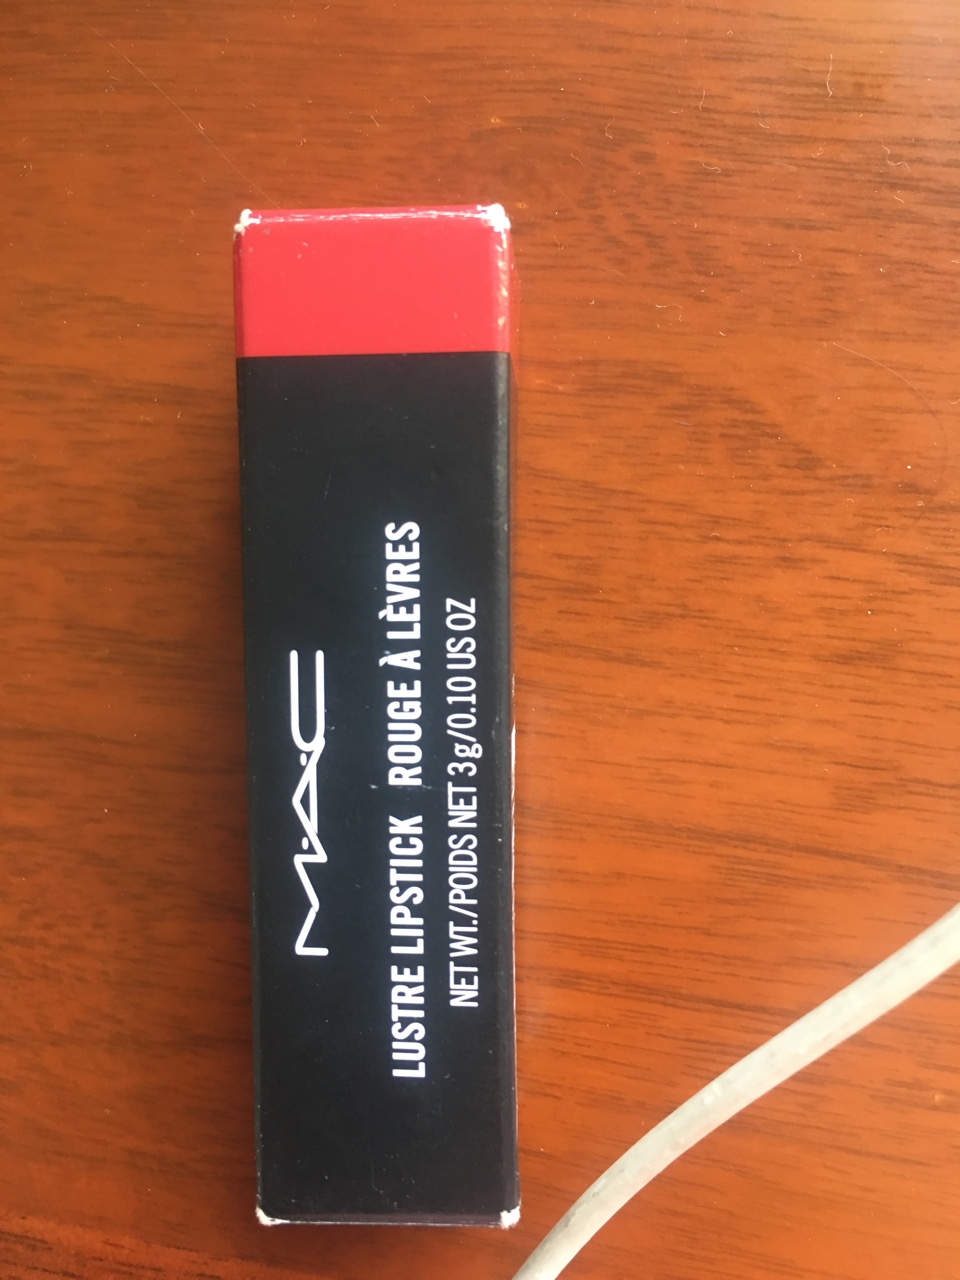 M·A·C
LUSTRE LIPSTICK ROUGE À LÈVRES
NET WT./POIDS NET 3 g/0.10 US OZ